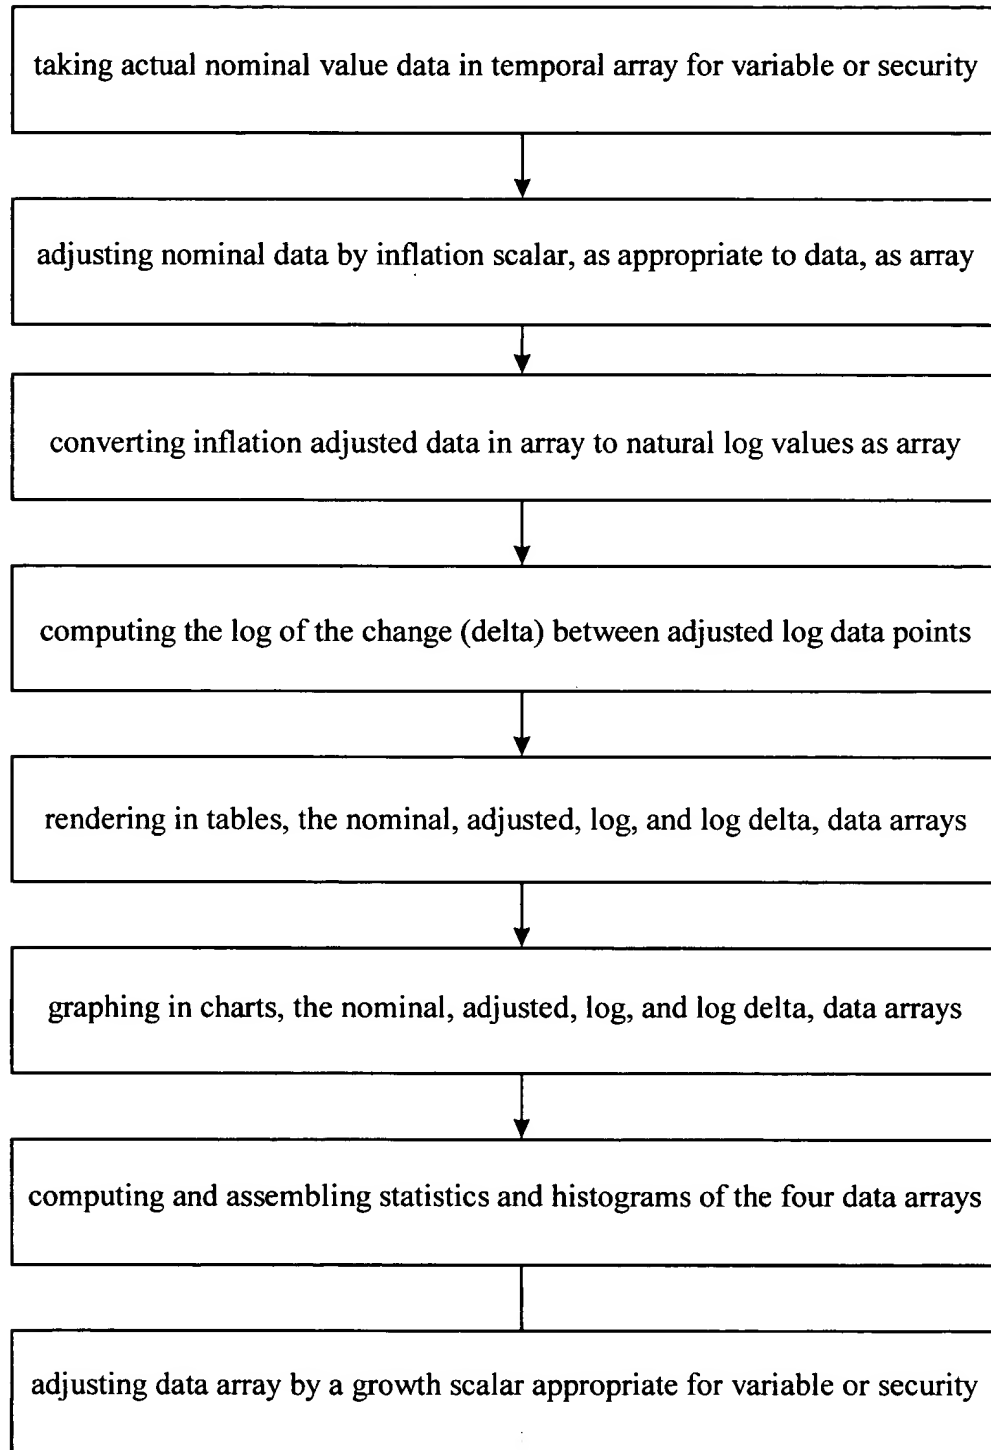 taking actual nominal value data in temporal array for variable or security
adjusting nominal data by inflation scalar, as appropriate to data, as array
converting inflation adjusted data in array to natural log values as array
computing the log of the change (delta) between adjusted log data points
rendering in tables, the nominal, adjusted, log, and log delta, data arrays
graphing in charts, the nominal, adjusted, log, and log delta, data arrays
computing and assembling statistics and histograms of the four data arrays
adjusting data array by a growth scalar appropriate for variable or security